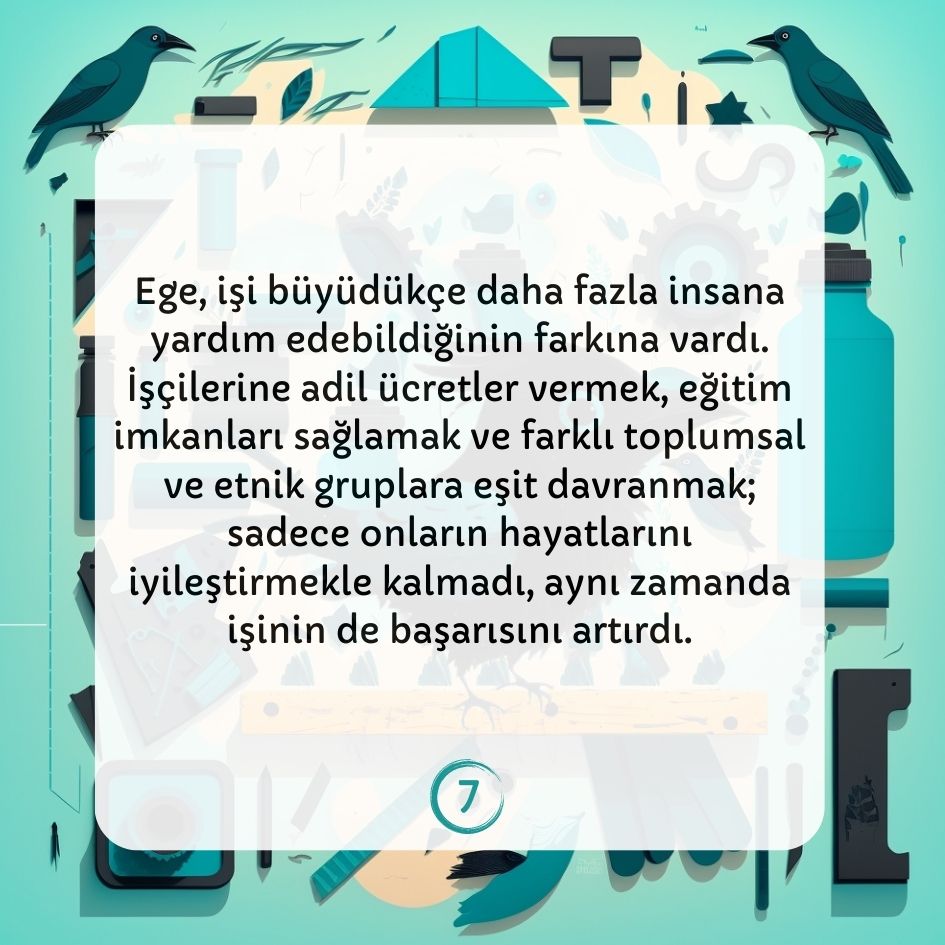 Ege, işi büyüdükçe daha fazla insana
yardım edebildiğinin farkına vardı.
İşçilerine adil ücretler vermek, eğitim
imkanları sağlamak ve farklı toplumsal
ve etnik gruplara eşit davranmak;
sadece onların hayatlarını
iyileştirmekle kalmadı, aynı zamanda
işinin de başarısını artırdı.
7